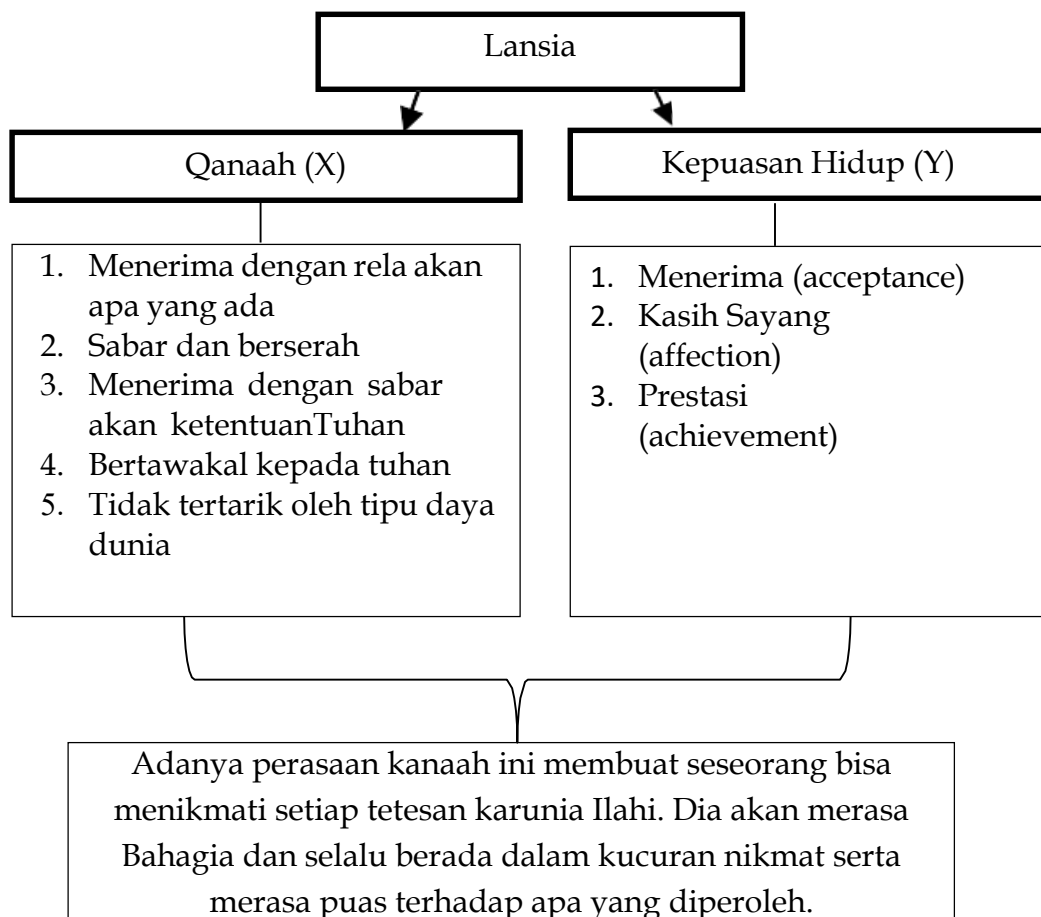 Lansia
Qanaah (X)
Kepuasan Hidup (Y)
1. Menerima dengan rela akan
apa yang ada
2. Sabar dan berserah
3. Menerima dengan sabar
akan ketentuanTuhan
4. Bertawakal kepada tuhan
5. Tidak tertarik oleh tipu daya
dunia
1. Menerima (acceptance)
2. Kasih Sayang
(affection)
3. Prestasi
(achievement)
Adanya perasaan kanaah ini membuat seseorang bisa
menikmati setiap tetesan karunia Ilahi. Dia akan merasa
Bahagia dan selalu berada dalam kucuran nikmat serta
merasa puas terhadap apa yang diperoleh.